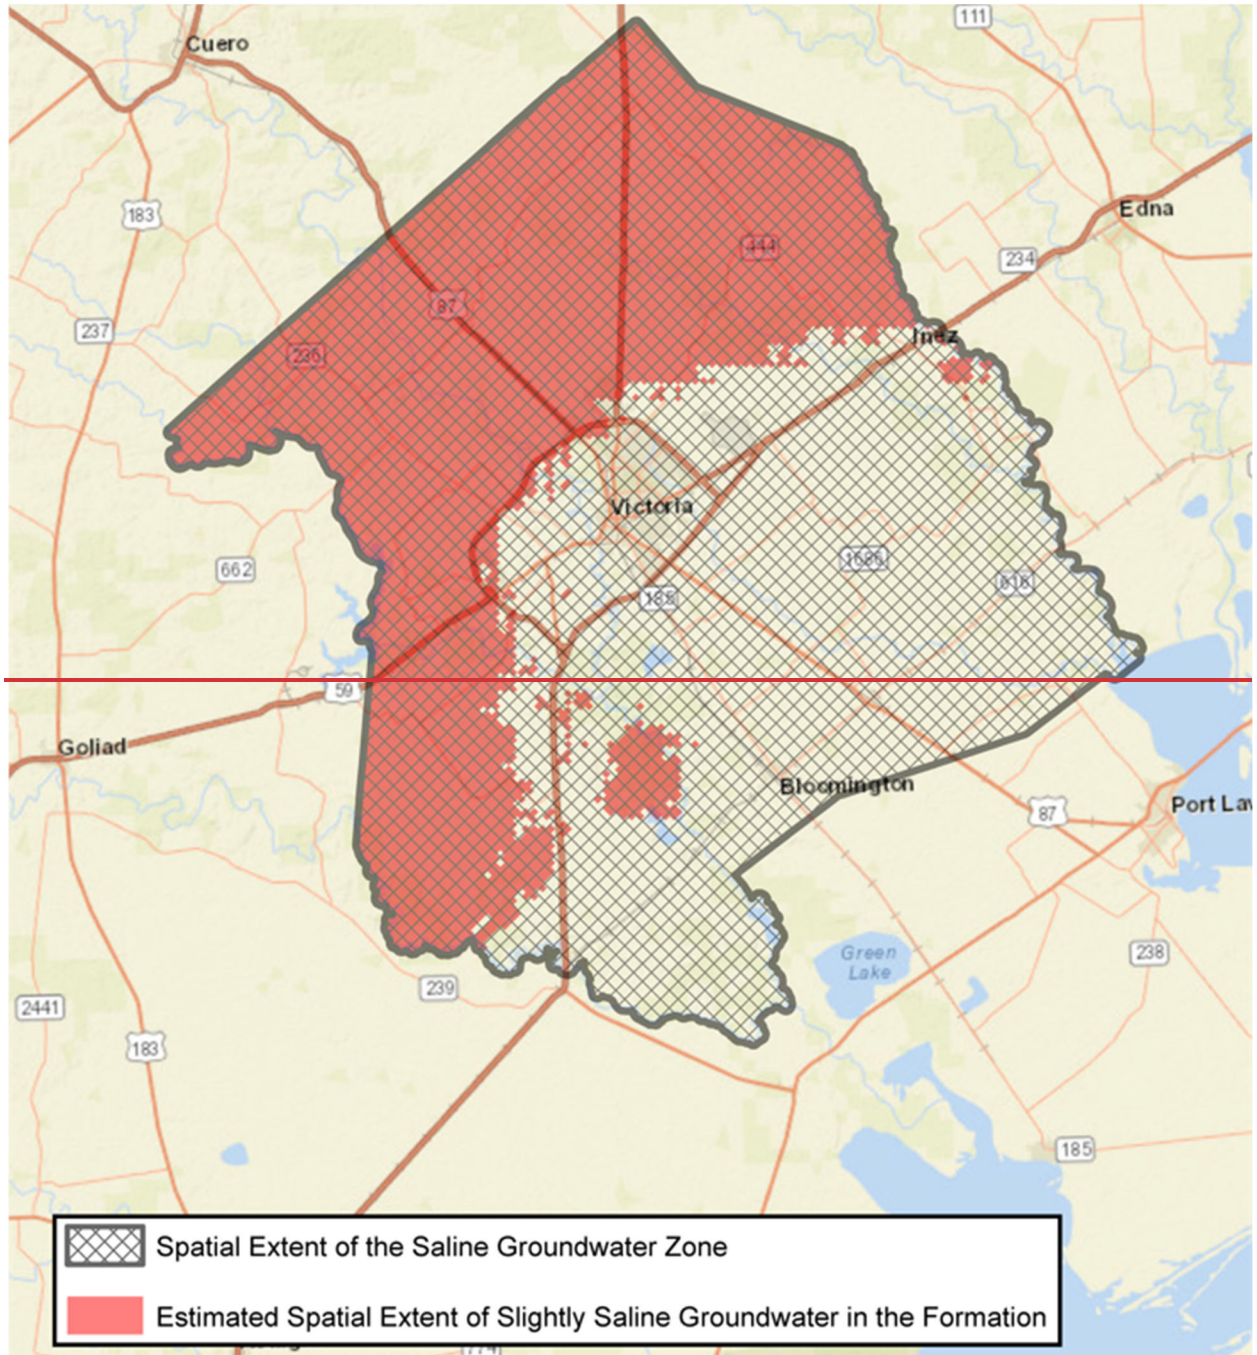 111
Cuero
183
Edna
444
234
87
237
Inez
236
Victoria
1686
662
616
185
59
Goliad
Bloomington
87
Port Lav
Green
Lake
238
239
2441
183
185
Spatial Extent of the Saline Groundwater Zone
Estimated Spatial Extent of Slightly Saline Groundwater in the Formation
774